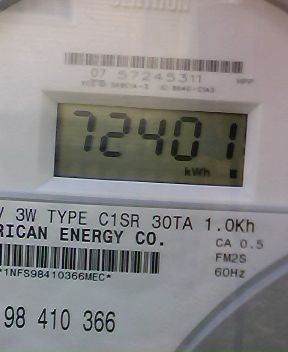 07 57245311
72401
kWh
V 3W TYPE C1SR 30TA 1.0Kh
RICAN ENERGY CO.
CA 0.5
FM2S
60Hz
*1NFS98410366MEC*
98 410 366